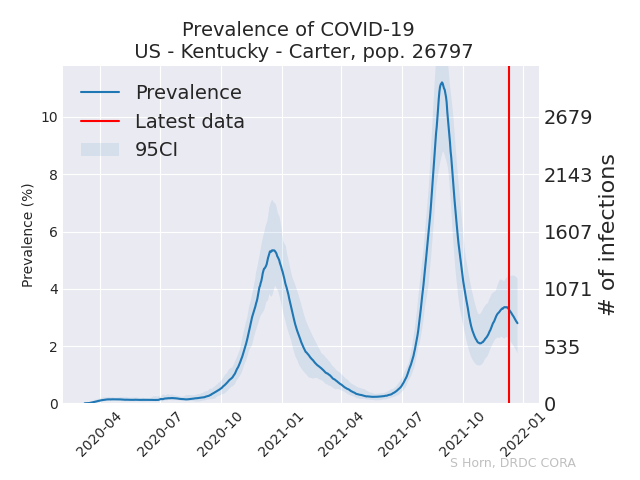 Prevalence of COVID-19
US - Kentucky - Carter, pop. 26797
Prevalence
Latest data
95CI
Prevalence (%)
10
8
6
4
2
0
2679
2143
1607
1071
535
0
# of infections
2020-04
2020-07
2020-10
2021-01
2021-04
2021-07
2021-10
2022-01
S Horn, DRDC CORA